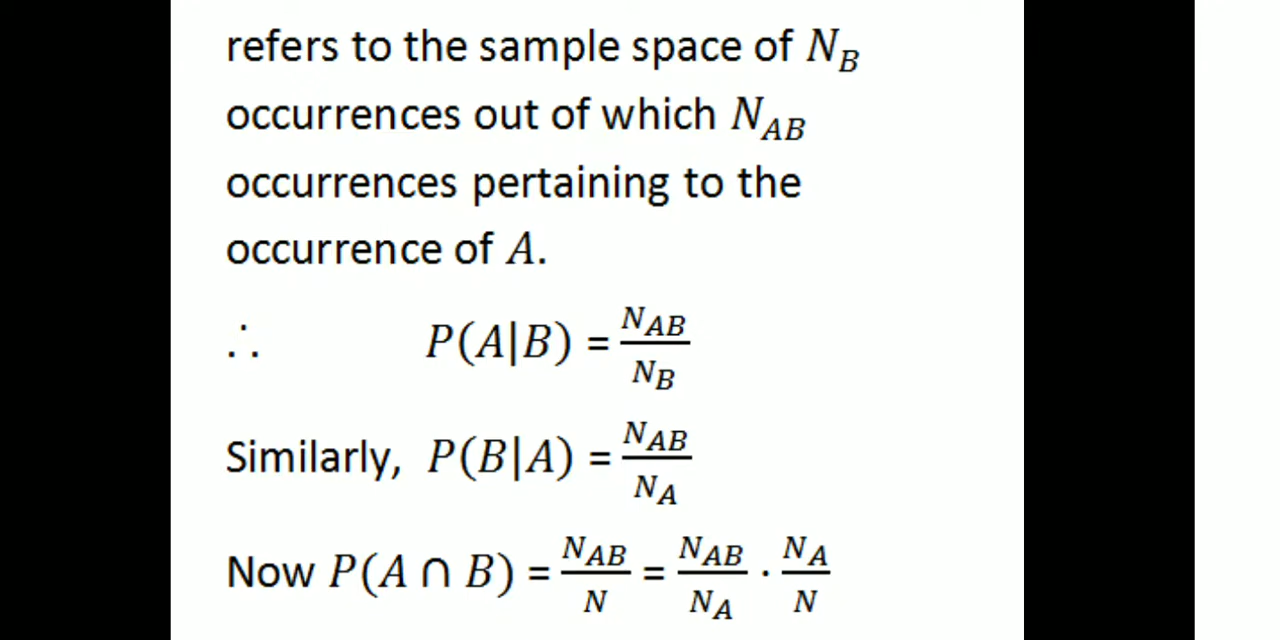 refers to the sample space of N_B
occurrences out of which N_AB
occurrences pertaining to the
occurrence of A.
∴ P(A|B) = N_AB/N_B
Similarly, P(B|A) = N_AB/N_A
Now P(A ∩ B) = N_AB/N = N_AB/N_A · N_A/N